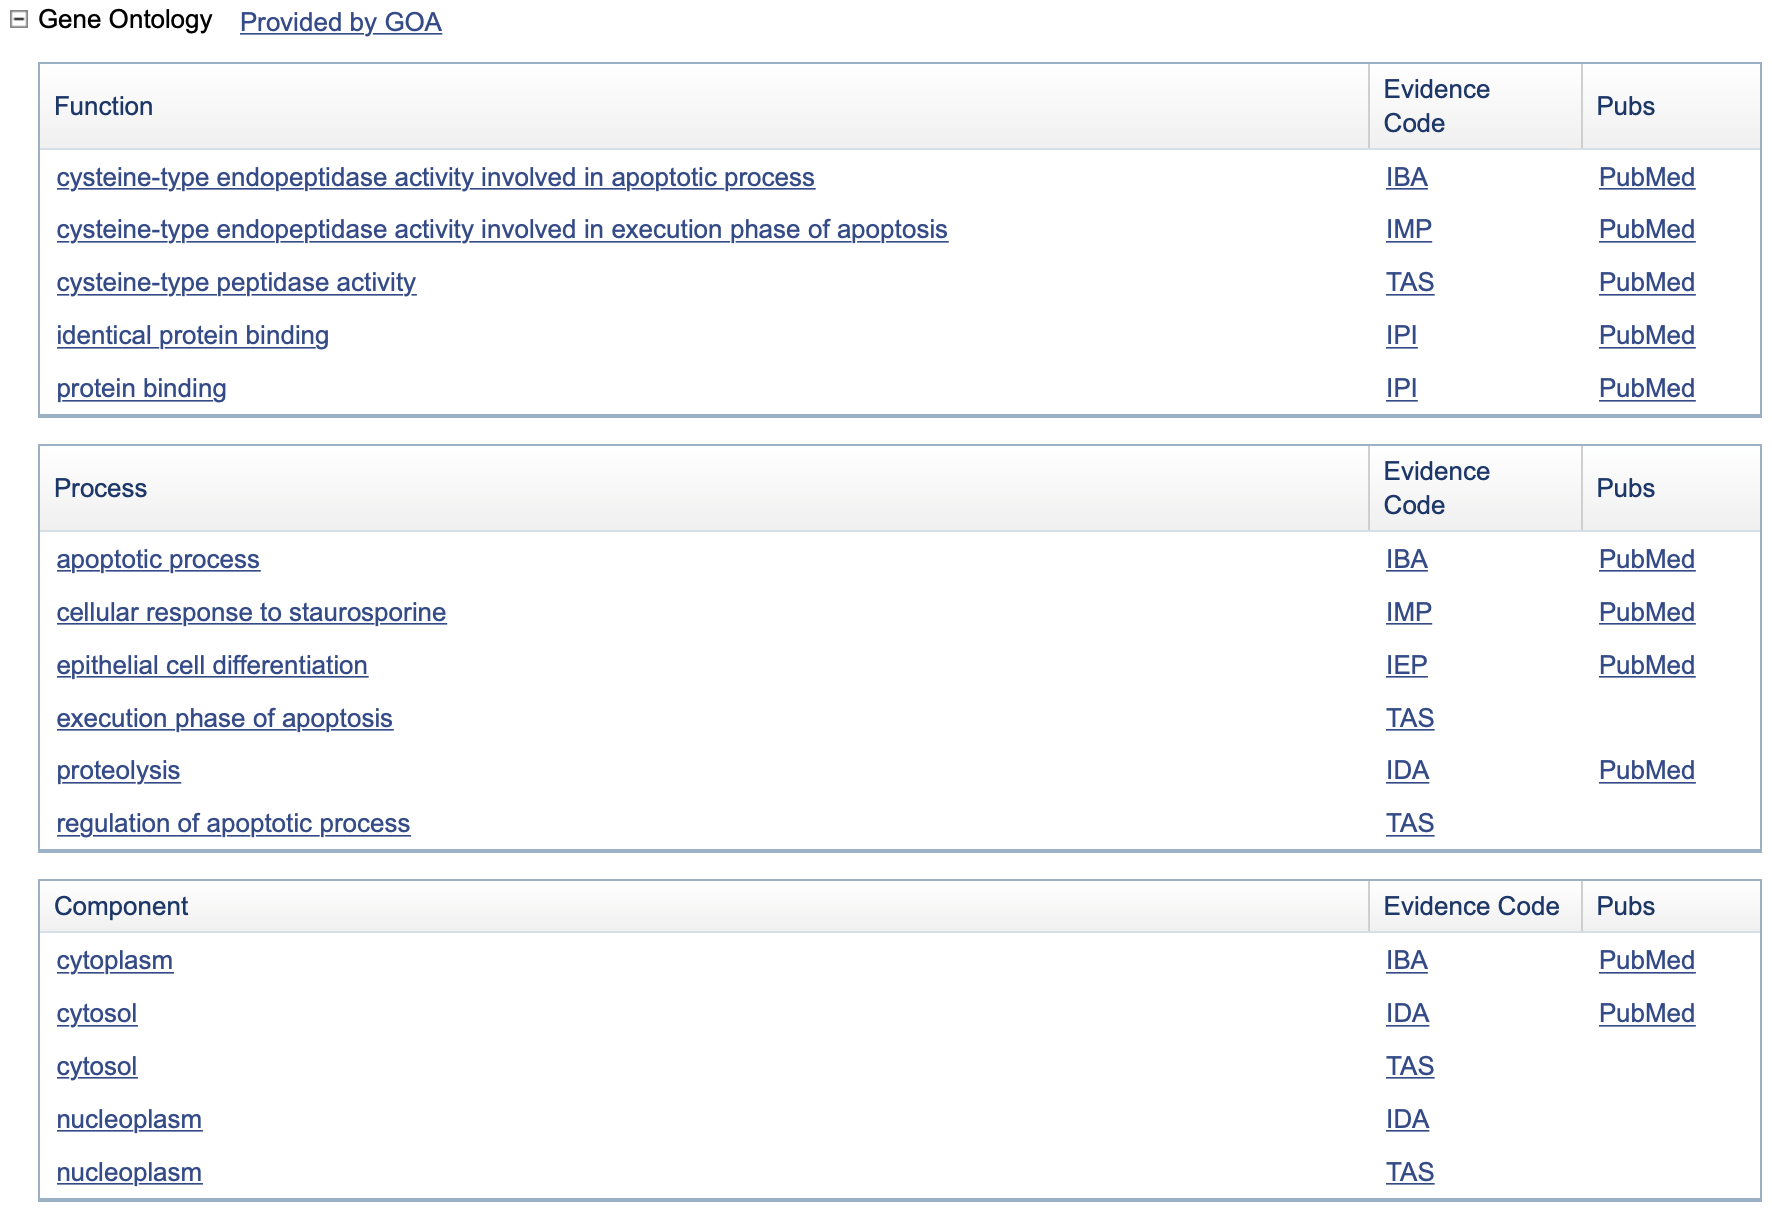 Gene Ontology Provided by GOA
Function Evidence Code Pubs
cysteine-type endopeptidase activity involved in apoptotic process IBA PubMed
cysteine-type endopeptidase activity involved in execution phase of apoptosis IMP PubMed
cysteine-type peptidase activity TAS PubMed
identical protein binding IPI PubMed
protein binding IPI PubMed
Process Evidence Code Pubs
apoptotic process IBA PubMed
cellular response to staurosporine IMP PubMed
epithelial cell differentiation IEP PubMed
execution phase of apoptosis TAS
proteolysis IDA PubMed
regulation of apoptotic process TAS
Component Evidence Code Pubs
cytoplasm IBA PubMed
cytosol IDA PubMed
cytosol TAS
nucleoplasm IDA
nucleoplasm TAS